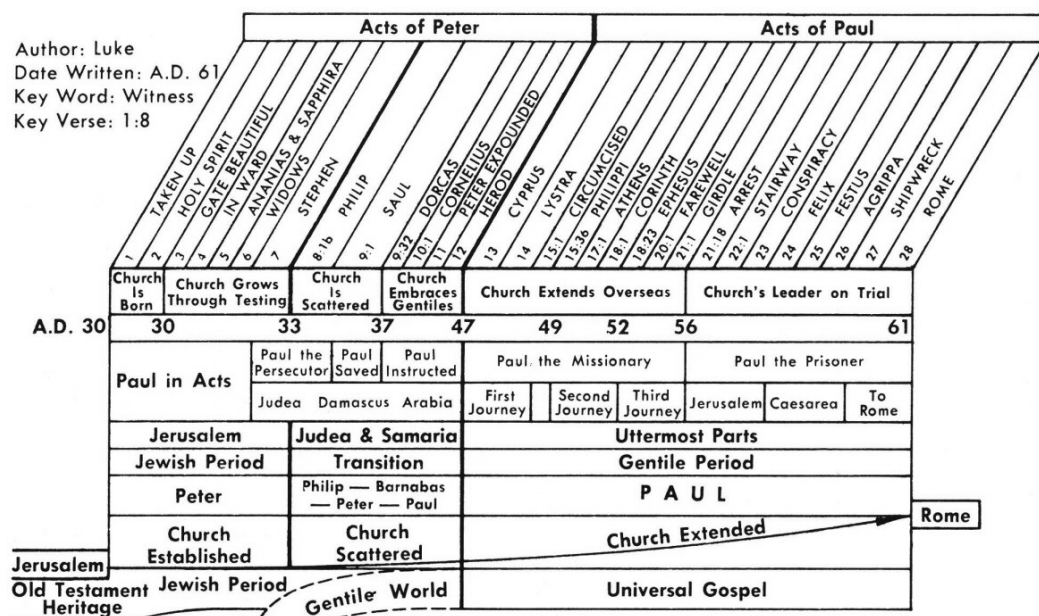 Acts of Peter
Acts of Paul
Author: Luke
Date Written: A.D. 61
Key Word: Witness
Key Verse: 1:8
TAKEN UP
HOLY SPIRIT
GATE BEAUTIFUL
IN WARD
ANANIAS & SAPPHIRA
WIDOWS
STEPHEN
PHILIP
SAUL
DORCAS
CORNELIUS
PETER EXPOUNDED
HEROD
CYPRUS
LYSTRA
CIRCUMCISED
PHILIPPI
ATHENS
CORINTH
EPHESUS
FAREWELL
GIRDLE
ARREST
STAIRWAY
CONSPIRACY
FELIX
FESTUS
AGRIPPA
SHIPWRECK
ROME
1 2 3 4 5 6 7 8:1b 9:1 9:32 10:1 11 12 13 14 15:1 15:36 17:1 18:1 18:23 20:1 21:1 21:18 22:1 23 24 25 26 27 28
Church Is Born
Church Grows Through Testing
Church Is Scattered
Church Embraces Gentiles
Church Extends Overseas
Church's Leader on Trial
A.D. 30 30 33 37 47 49 52 56 61
Paul in Acts
Paul the Persecutor
Paul Saved
Paul Instructed
Paul the Missionary
Paul the Prisoner
Judea Damascus Arabia
First Journey
Second Journey
Third Journey
Jerusalem
Caesarea
To Rome
Jerusalem
Judea & Samaria
Uttermost Parts
Jewish Period
Transition
Gentile Period
Peter
Philip — Barnabas
— Peter — Paul
PAUL
Church Established
Church Scattered
Church Extended
Rome
Jerusalem
Old Testament Heritage
Jewish Period
Gentile World
Universal Gospel